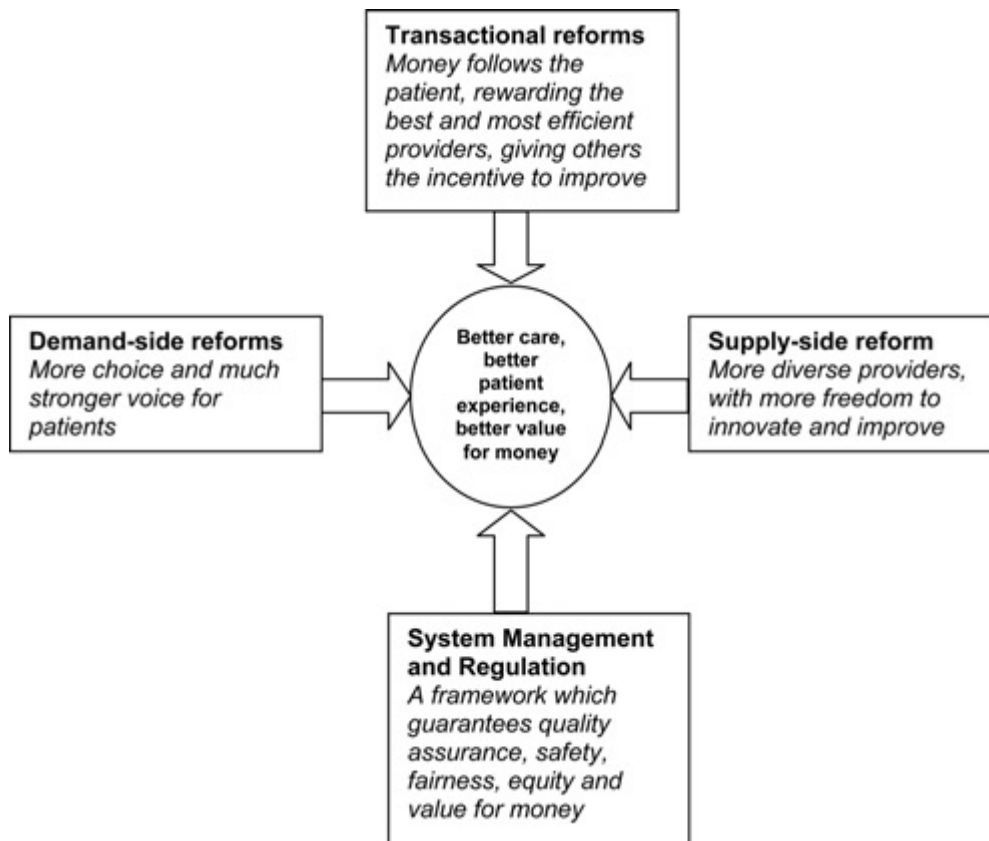 Transactional reforms
Money follows the
patient, rewarding the
best and most efficient
providers, giving others
the incentive to improve
Demand-side reforms
More choice and much
stronger voice for
patients
Better care,
better
patient
experience,
better value
for money
Supply-side reform
More diverse providers,
with more freedom to
innovate and improve
System Management
and Regulation
A framework which
guarantees quality
assurance, safety,
fairness, equity and
value for money